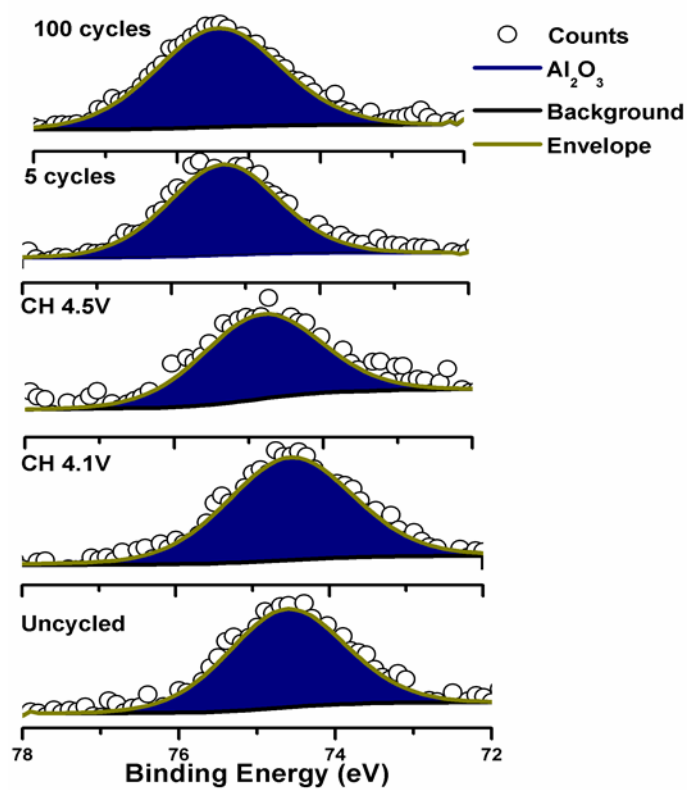 100 cycles
Counts
Al₂O₃
Background
Envelope
5 cycles
CH 4.5V
CH 4.1V
Uncycled
78 76 74 72
Binding Energy (eV)